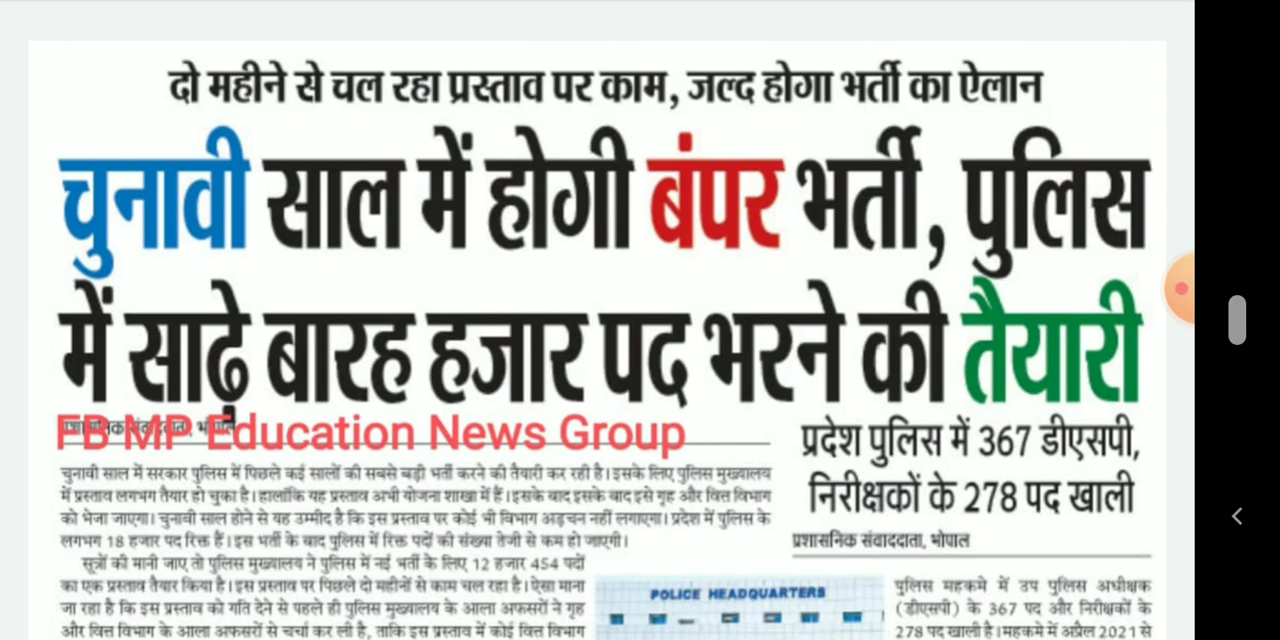 दो महीने से चल रहा प्रस्ताव पर काम, जल्द होगा भर्ती का ऐलान
चुनावी साल में होगी बंपर भर्ती, पुलिस
में साढ़े बारह हजार पद भरने की तैयारी
FB MP Education News Group
चुनावी साल में सरकार पुलिस में पिछले कई सालों की सबसे बड़ी भर्ती करने की तैयारी कर रही है। इसके लिए पुलिस मुख्यालय
में प्रस्ताव लगभग तैयार हो चुका है। हालांकि यह प्रस्ताव अभी योजना शाखा में हैं। इसके बाद इसके बाद इसे गृह और वित्त विभाग
को भेजा जाएगा। चुनावी साल होने से यह उम्मीद है कि इस प्रस्ताव पर कोई भी विभाग अड़चन नहीं लगाएगा। प्रदेश में पुलिस के
लगभग 18 हजार पद रिक्त हैं। इस भर्ती के बाद पुलिस में रिक्त पदों की संख्या तेजी से कम हो जाएगी।
सूत्रों की मानी जाए तो पुलिस मुख्यालय ने पुलिस में नई भर्ती के लिए 12 हजार 454 पदों
का एक प्रस्ताव तैयार किया है। इस प्रस्ताव पर पिछले दो महीनों से काम चल रहा है। ऐसा माना
जा रहा है कि इस प्रस्ताव को गति देने से पहले ही पुलिस मुख्यालय के आला अफसरों ने गृह
और वित्त विभाग के आला अफसरों से चर्चा कर ली है, ताकि इस प्रस्ताव में कोई वित्त विभाग
POLICE HEADQUARTERS
प्रदेश पुलिस में 367 डीएसपी,
निरीक्षकों के 278 पद खाली
प्रशासनिक संवाददाता, भोपाल
पुलिस महकमे में उप पुलिस अधीक्षक
(डीएसपी) के 367 पद और निरीक्षकों के
278 पद खाली है। महकमे में अप्रैल 2021 से